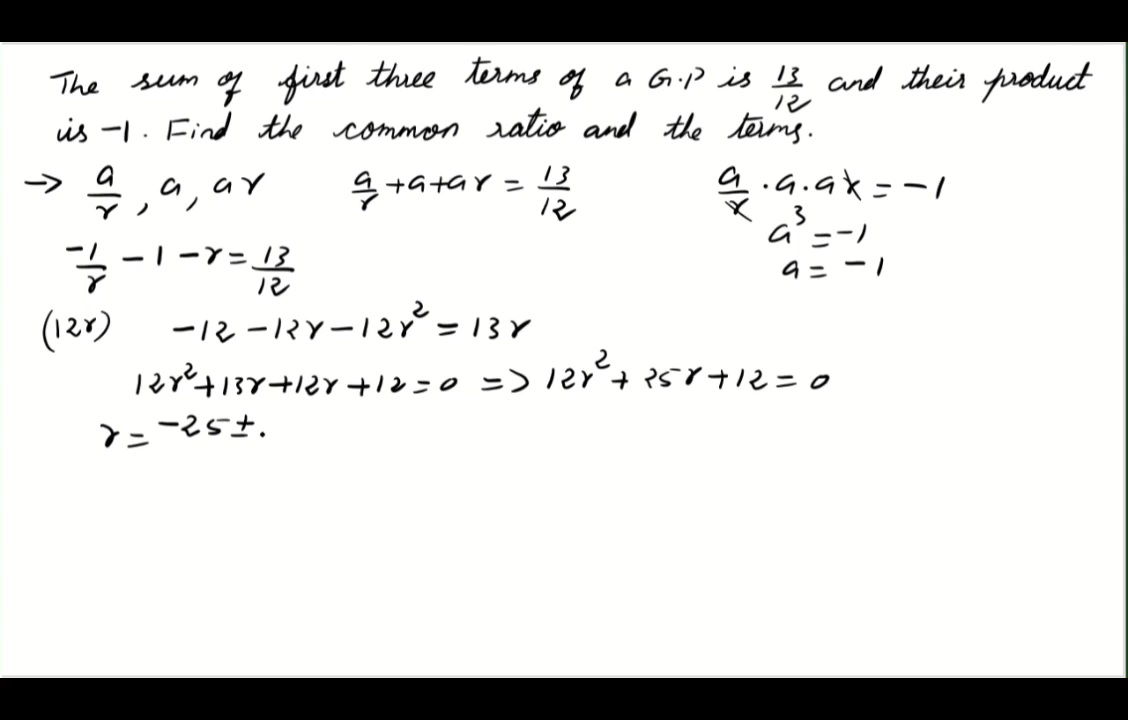 The sum of first three terms of a G.P is 13/12 and their product
is -1. Find the common ratio and the terms.
→ a/r, a, ar    a/r + a + ar = 13/12    a/r . a . ar = -1
a³ = -1
a = -1
-1/r - 1 - r = 13/12
(12r)  -12 - 12r - 12r² = 13r
12r² + 13r + 12r + 12 = 0 => 12r² + 25r + 12 = 0
r = -25 ± .